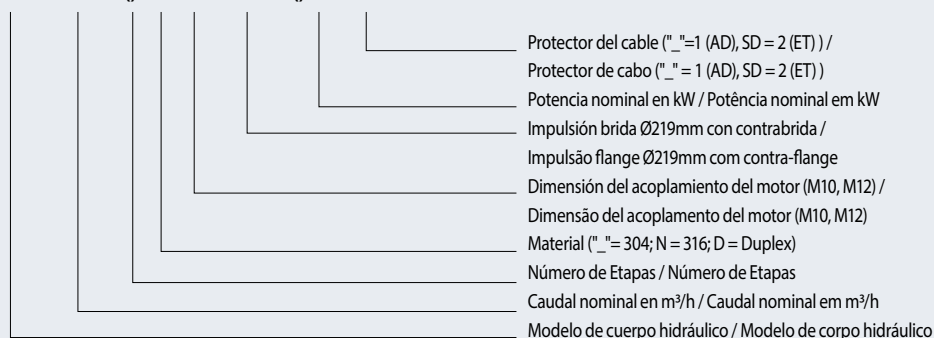 Protector del cable ("_"=1 (AD), SD = 2 (ET) ) /
Protector de cabo ("_" = 1 (AD), SD = 2 (ET) )
Potencia nominal en kW / Potência nominal em kW
Impulsión brida Ø219mm con contrabrida /
Impulsão flange Ø219mm com contra-flange
Dimensión del acoplamiento del motor (M10, M12) /
Dimensão del acoplamento del motor (M10, M12)
Material ("_"= 304; N = 316; D = Duplex)
Número de Etapas / Número de Etapas
Caudal nominal en m³/h / Caudal nominal em m³/h
Modelo de cuerpo hidráulico / Modelo de corpo hidráulico